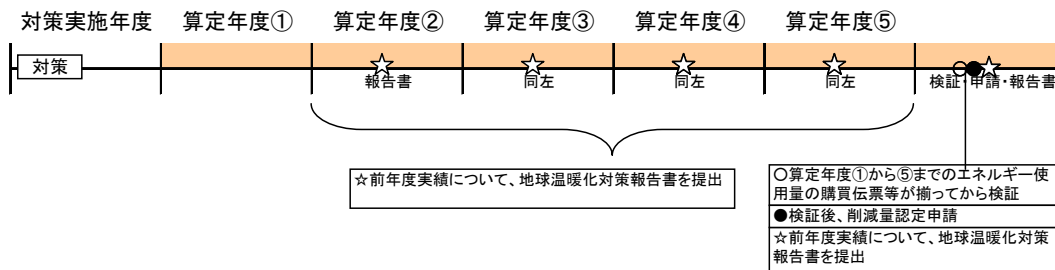 対策実施年度 算定年度① 算定年度② 算定年度③ 算定年度④ 算定年度⑤
対策
報告書 同左 同左 同左 検証・申請・報告書
☆前年度実績について、地球温暖化対策報告書を提出
○算定年度①から⑤までのエネルギー使
用量の購買伝票等が揃ってから検証
●検証後、削減量認定申請
☆前年度実績について、地球温暖化対策
報告書を提出